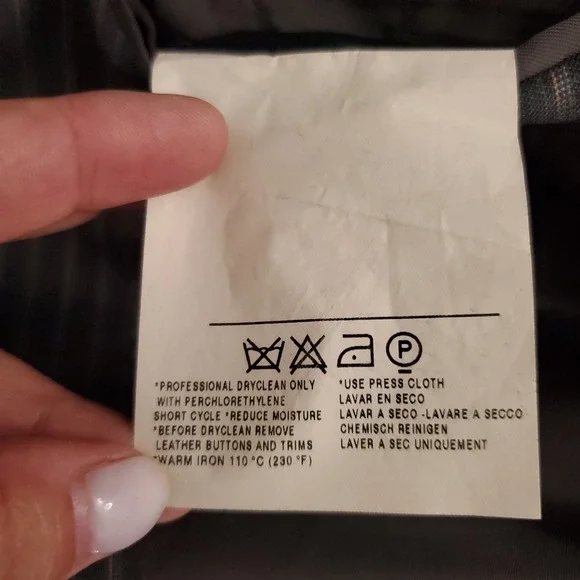 P
*PROFESSIONAL DRYCLEAN ONLY
WITH PERCHLORETHYLENE
SHORT CYCLE *REDUCE MOISTURE
*BEFORE DRYCLEAN REMOVE
LEATHER BUTTONS AND TRIMS
*WARM IRON 110 °C (230 °F)
*USE PRESS CLOTH
LAVAR EN SECO
LAVAR A SECO -LAVARE A SECCO
CHEMISCH REINIGEN
LAVER A SEC UNIQUEMENT